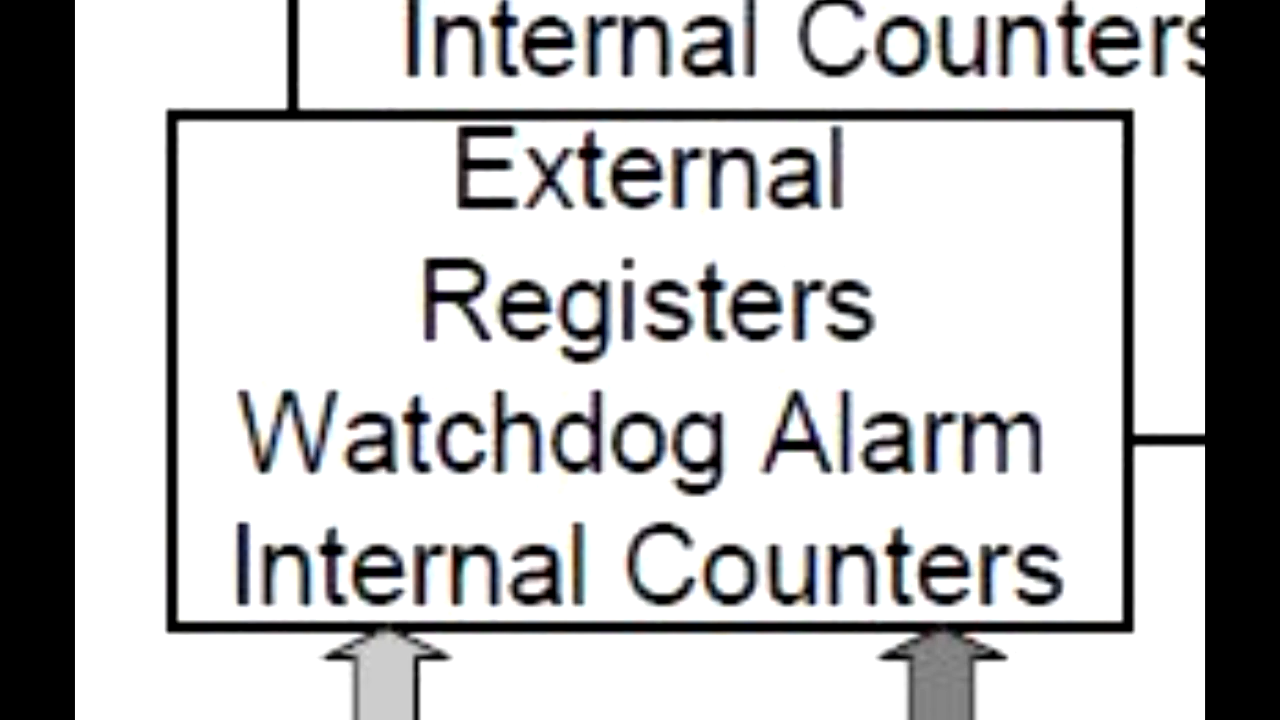 Internal Counters
External
Registers
Watchdog Alarm
Internal Counters